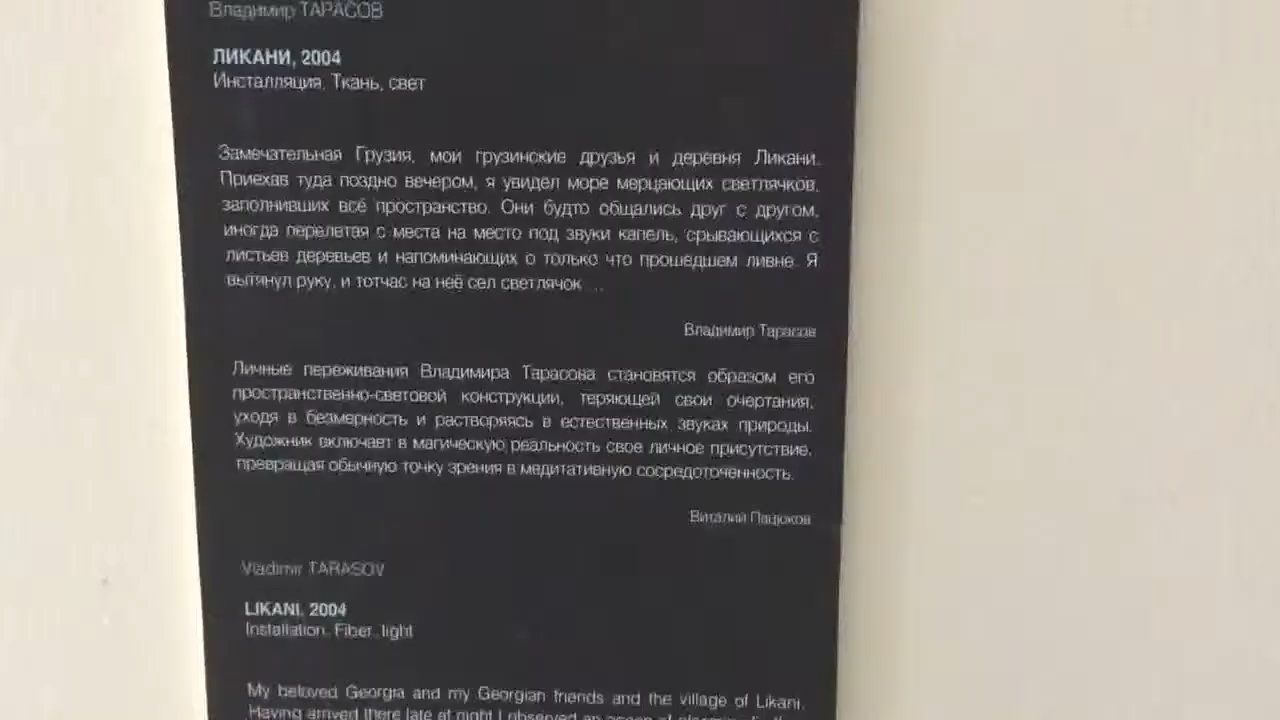 Владимир ТАРАСОВ
ЛИКАНИ, 2004
Инсталляция. Ткань, свет
Замечательная Грузия, мои грузинские друзья и деревня Ликани.
Приехав туда поздно вечером, я увидел море мерцающих светлячков,
заполнивших всё пространство. Они будто общались друг с другом,
иногда перелетая с места на место под звуки капель, срывающихся с
листьев деревьев и напоминающих о только что прошедшем ливне. Я
вытянул руку, и тотчас на неё сел светлячок ...
Владимир Тарасов
Личные переживания Владимира Тарасова становятся образом его
пространственно-световой конструкции, теряющей свои очертания,
уходя в безмерность и растворяясь в естественных звуках природы.
Художник включает в магическую реальность свое личное присутствие,
превращая обычную точку зрения в медитативную сосредоточенность.
Виталий Пацюков
Vladimir TARASOV
LIKANI, 2004
Installation. Fiber, light
My beloved Georgia and my Georgian friends and the village of Likani.
Having arrived there late at night I observed an ocean of